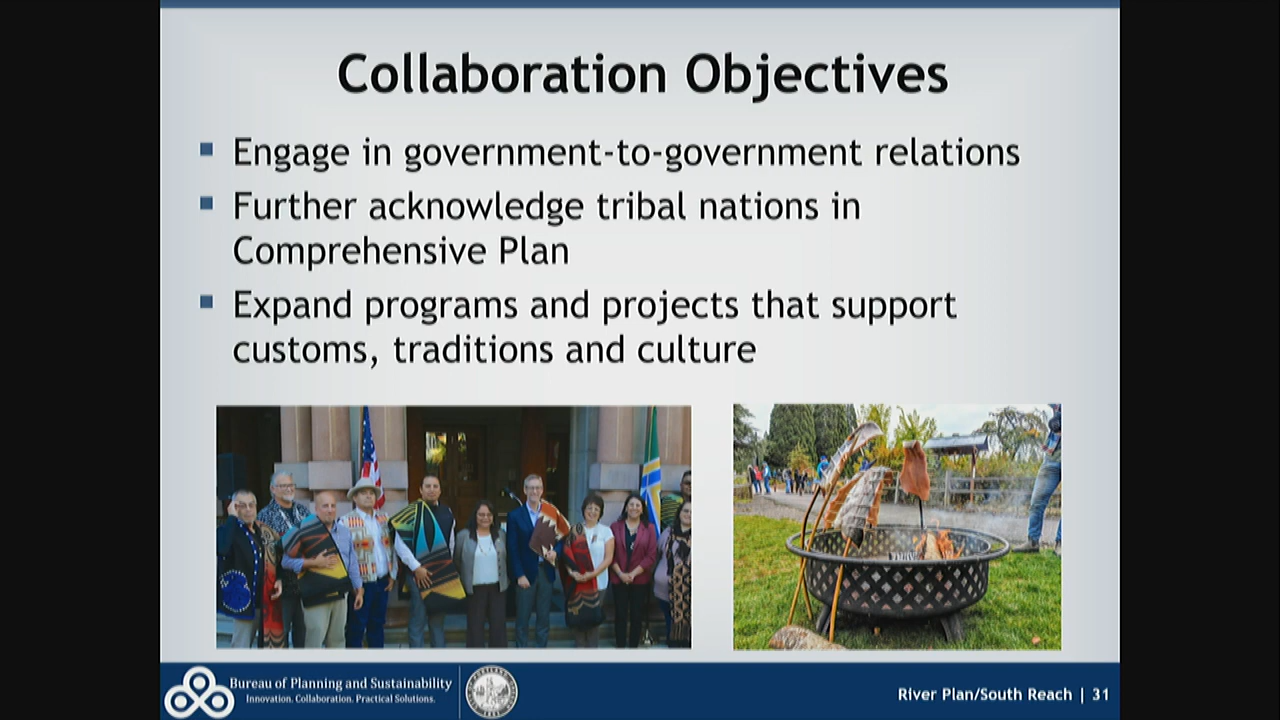 Collaboration Objectives
Engage in government-to-government relations
Further acknowledge tribal nations in
Comprehensive Plan
Expand programs and projects that support
customs, traditions and culture
Bureau of Planning and Sustainability
Innovation. Collaboration. Practical Solutions.
River Plan/South Reach | 31